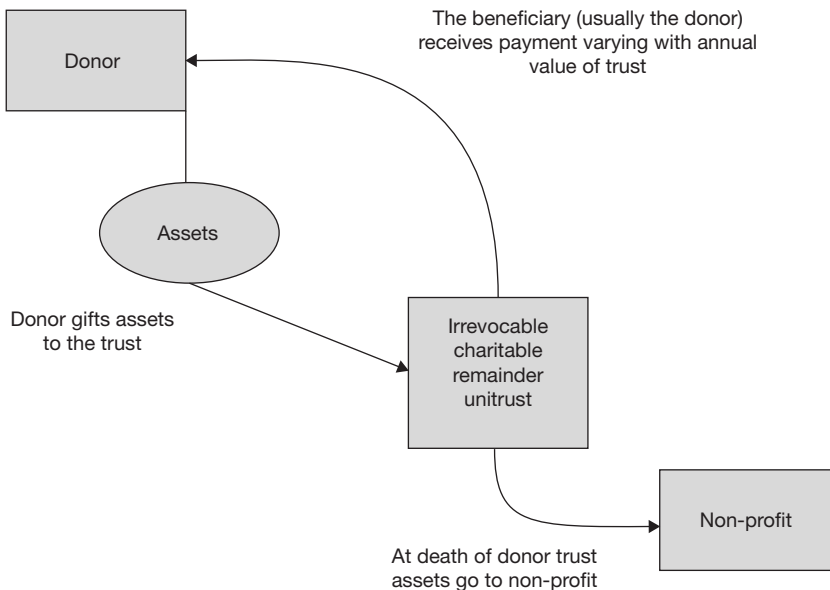 The beneficiary (usually the donor)
receives payment varying with annual
value of trust
Donor
Assets
Donor gifts assets
to the trust
Irrevocable
charitable
remainder
unitrust
Non-profit
At death of donor trust
assets go to non-profit